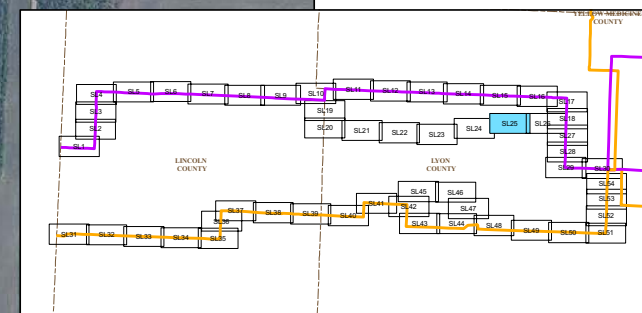 YELLOW MEDICINE
COUNTY
SL4
SL5
SL6
SL7
SL8
SL9
SL10
SL11
SL12
SL13
SL14
SL15
SL16
SL17
SL3
SL19
SL18
SL2
SL20
SL21
SL22
SL23
SL24
SL25
SL26
SL27
SL1
SL28
LINCOLN
COUNTY
LYON
COUNTY
SL29
SL30
SL54
SL45
SL46
SL53
SL41
SL42
SL47
SL52
SL37
SL38
SL39
SL40
SL36
SL43
SL44
SL48
SL49
SL50
SL51
SL31
SL32
SL33
SL34
SL35